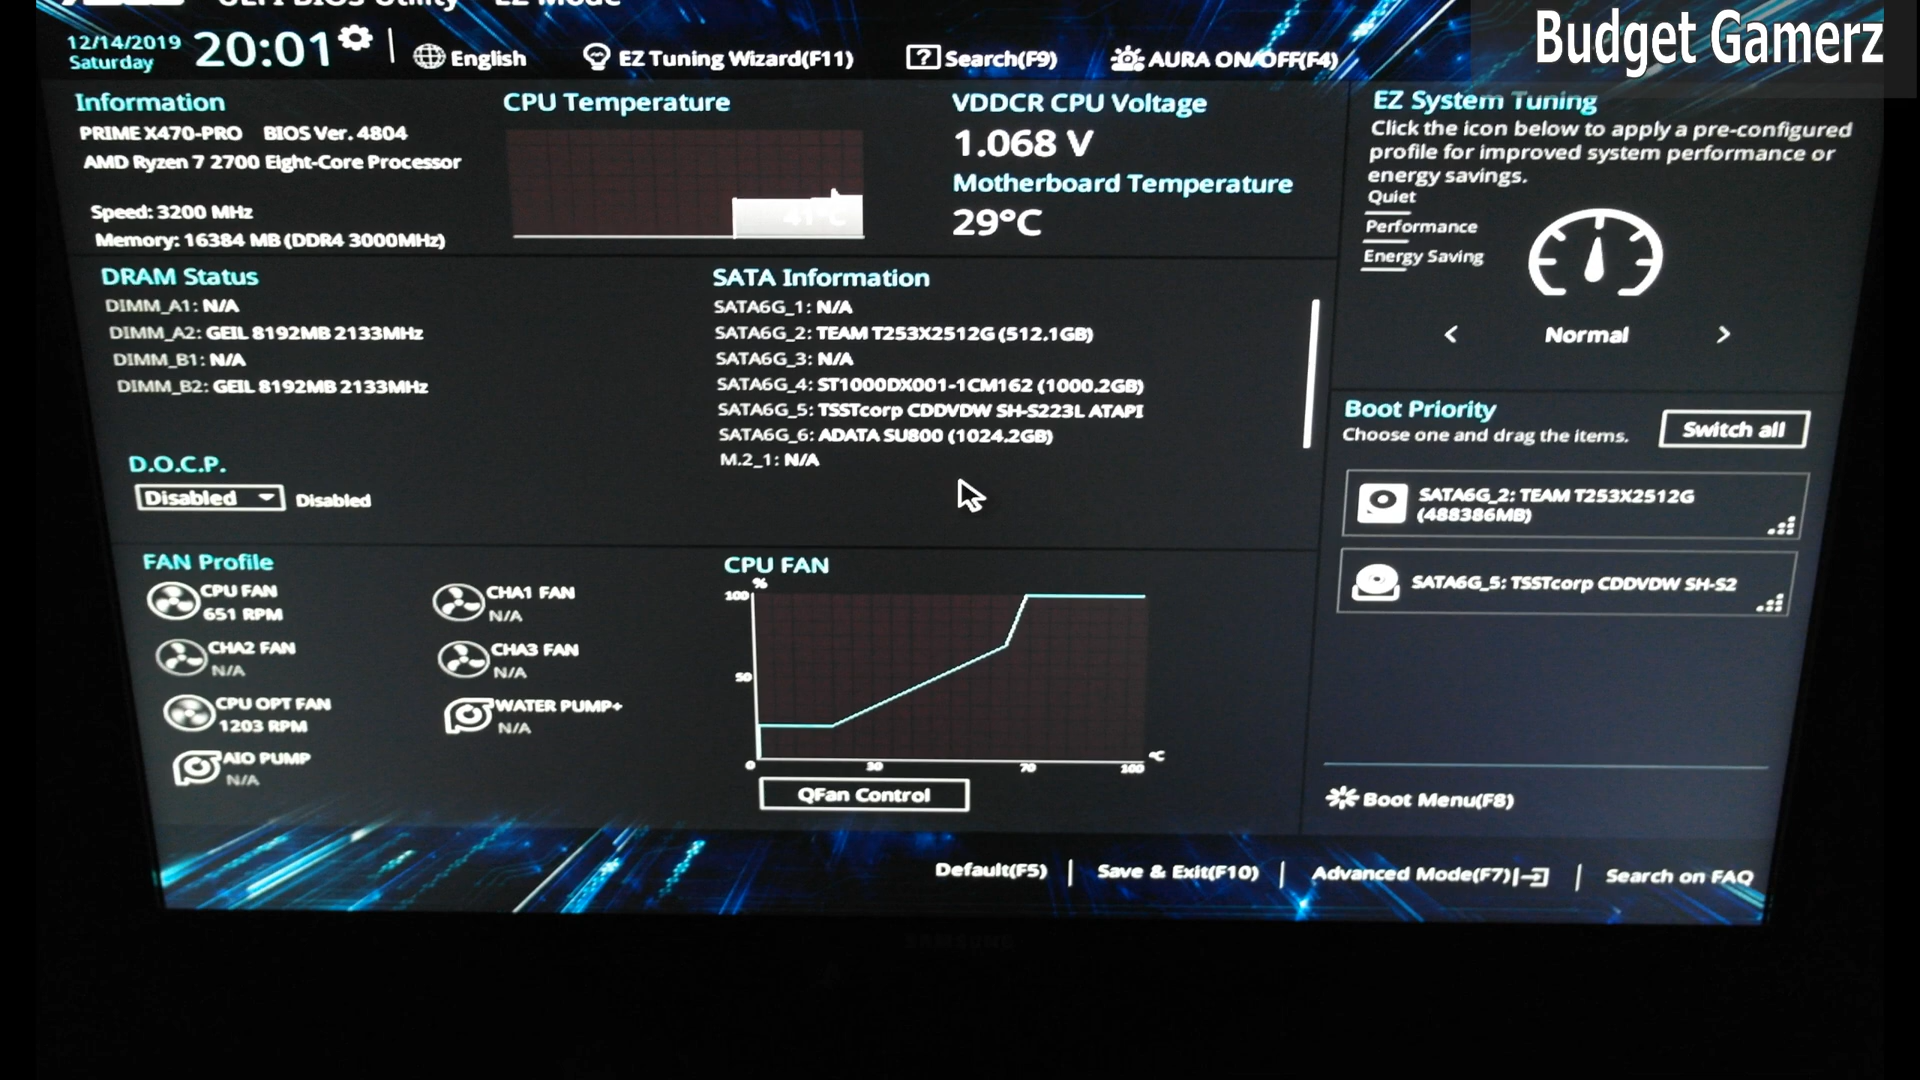 UEFI BIOS Utility – EZ Mode
Budget Gamerz
12/14/2019
Saturday
20:01
English
EZ Tuning Wizard(F11)
Search(F9)
AURA ON/OFF(F4)
Information
PRIME X470-PRO BIOS Ver. 4804
AMD Ryzen 7 2700 Eight-Core Processor
Speed: 3200 MHz
Memory: 16384 MB (DDR4 3000MHz)
CPU Temperature
41°C
VDDCR CPU Voltage
1.068 V
Motherboard Temperature
29°C
EZ System Tuning
Click the icon below to apply a pre-configured
profile for improved system performance or
energy savings.
Quiet
Performance
Energy Saving
< Normal >
DRAM Status
DIMM_A1: N/A
DIMM_A2: GEIL 8192MB 2133MHz
DIMM_B1: N/A
DIMM_B2: GEIL 8192MB 2133MHz
SATA Information
SATA6G_1: N/A
SATA6G_2: TEAM T253X2512G (512.1GB)
SATA6G_3: N/A
SATA6G_4: ST1000DX001-1CM162 (1000.2GB)
SATA6G_5: TSSTcorp CDDVDW SH-S223L ATAPI
SATA6G_6: ADATA SU800 (1024.2GB)
M.2_1: N/A
D.O.C.P.
Disabled Disabled
Boot Priority
Choose one and drag the items.
Switch all
SATA6G_2: TEAM T253X2512G
(488386MB)
SATA6G_5: TSSTcorp CDDVDW SH-S2
Boot Menu(F8)
FAN Profile
CPU FAN
651 RPM
CHA1 FAN
N/A
CHA2 FAN
N/A
CHA3 FAN
N/A
CPU OPT FAN
1203 RPM
WATER PUMP+
N/A
AIO PUMP
N/A
CPU FAN
%
100
50
0 30 70 100
°C
QFan Control
Default(F5) | Save & Exit(F10) | Advanced Mode(F7) | Search on FAQ
SAMSUNG